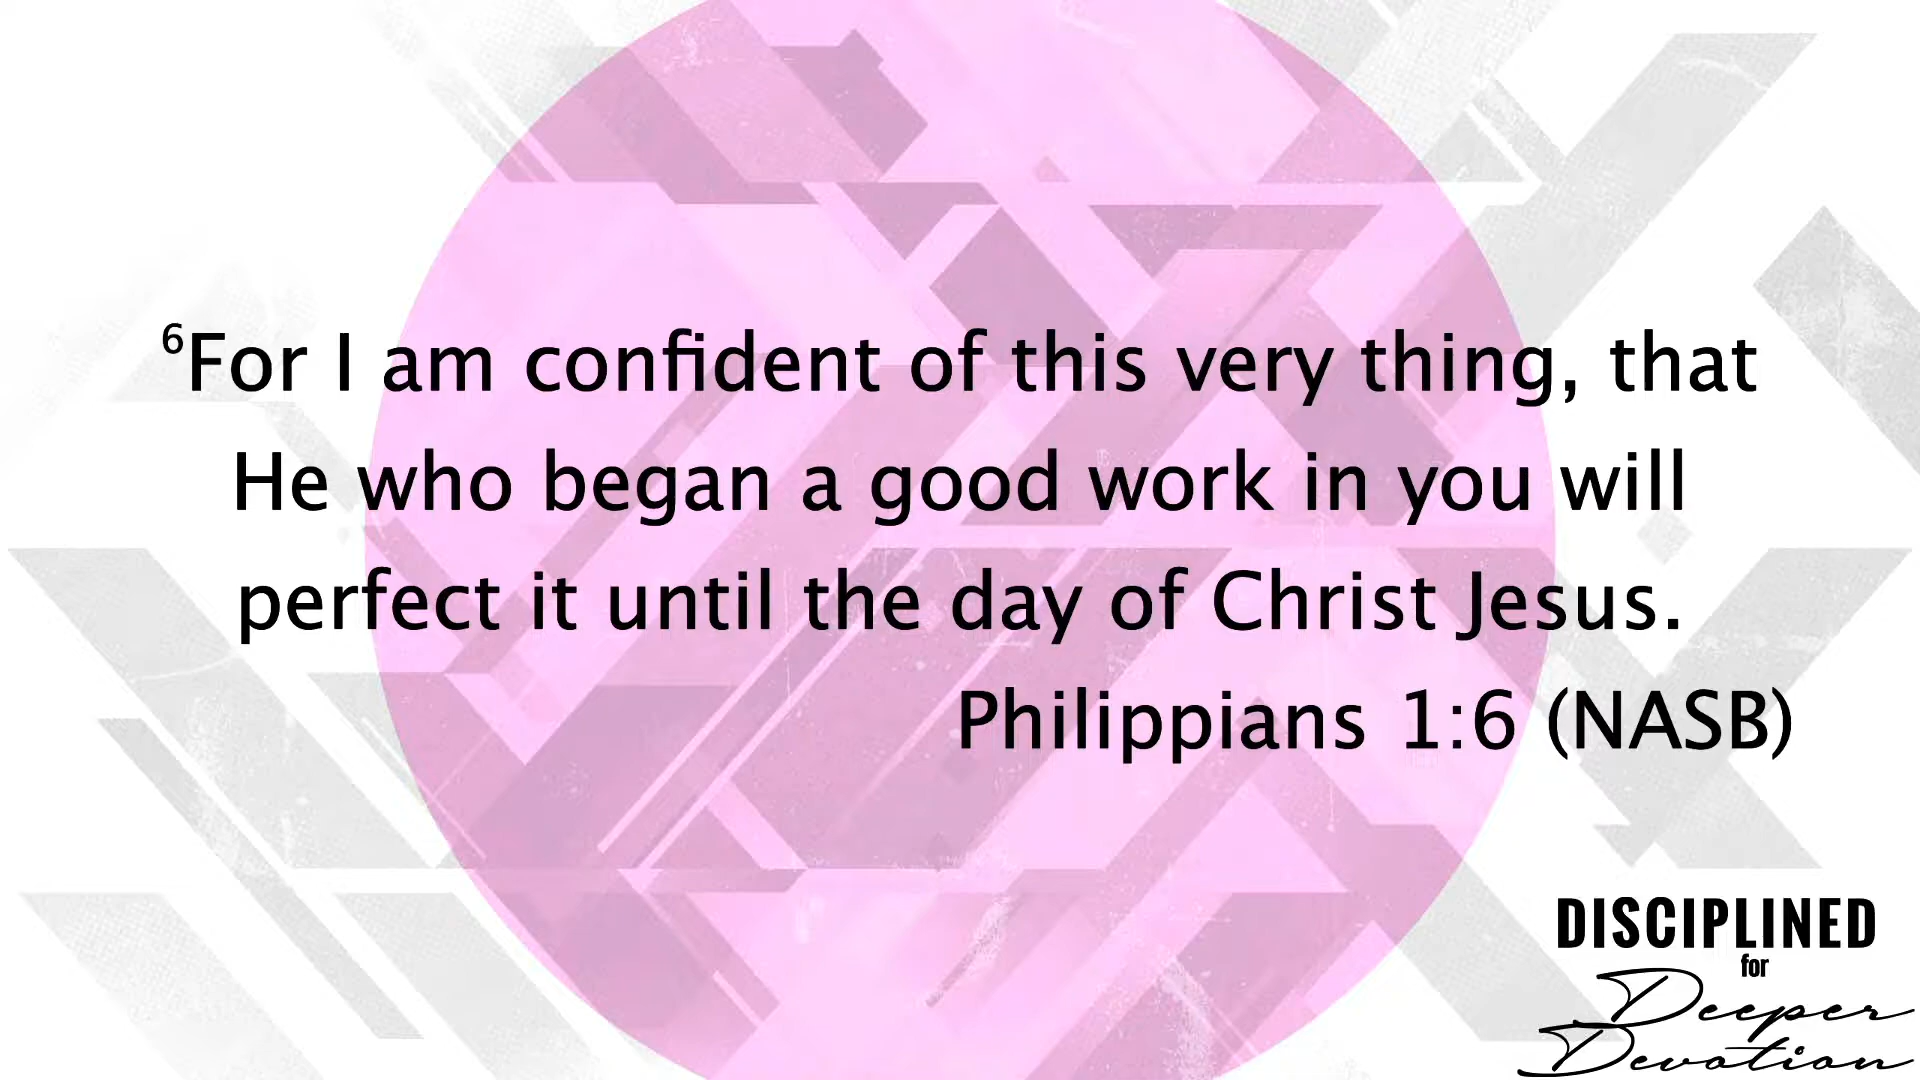 ⁶For I am confident of this very thing, that
He who began a good work in you will
perfect it until the day of Christ Jesus.
Philippians 1:6 (NASB)
DISCIPLINED
for
Deeper
Devotion